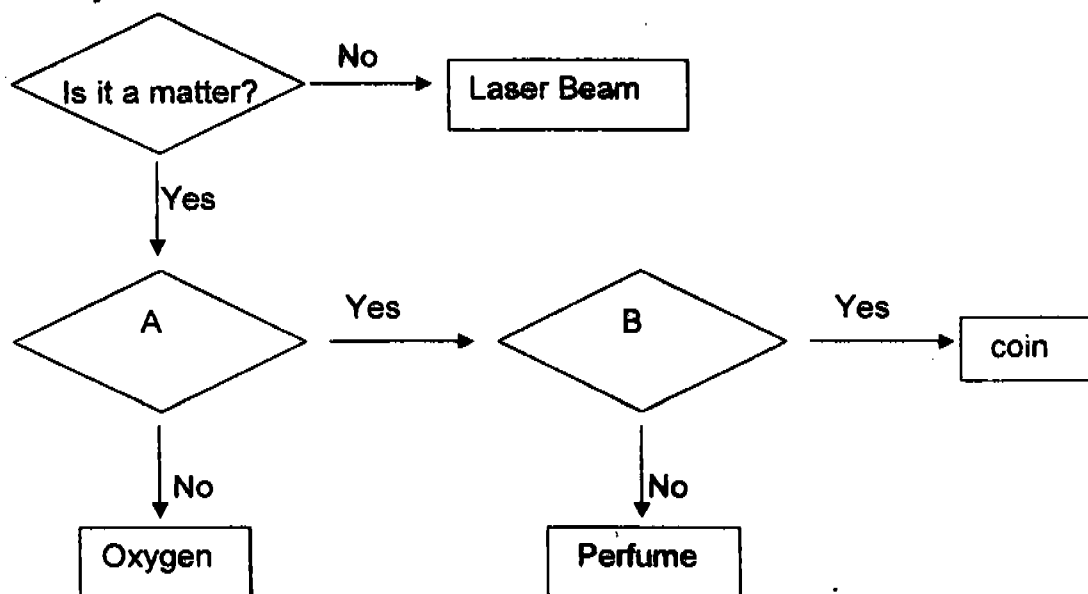 No
Is it a matter?
Laser Beam
Yes
A
Yes
B
Yes
coin
No
No
Oxygen
Perfume